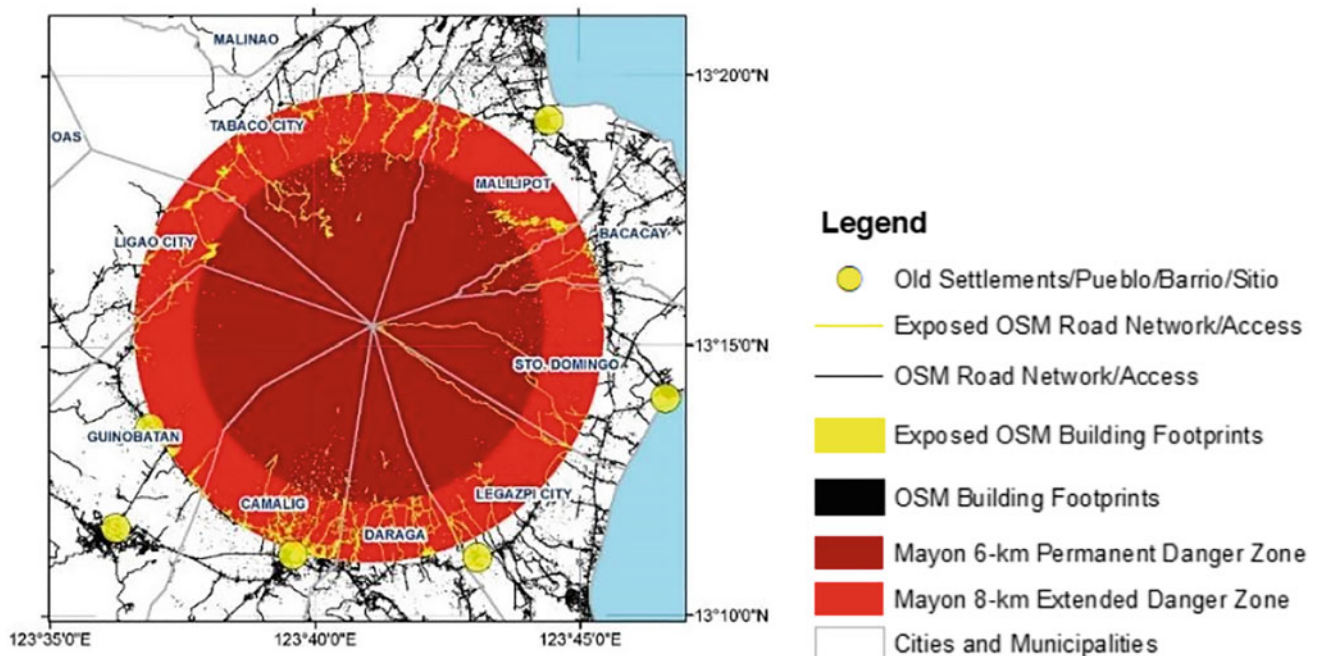 MALINAO
13°20'0"N
TABACO CITY
OAS
MALILIPOT
BACACAY
LIGAO CITY
13°15'0"N
STO. DOMINGO
GUINOBATAN
LEGAZPI CITY
CAMALIG
DARAGA
13°10'0"N
123°35'0"E
123°40'0"E
123°45'0"E
Legend
Old Settlements/Pueblo/Barrio/Sitio
Exposed OSM Road Network/Access
OSM Road Network/Access
Exposed OSM Building Footprints
OSM Building Footprints
Mayon 6-km Permanent Danger Zone
Mayon 8-km Extended Danger Zone
Cities and Municipalities